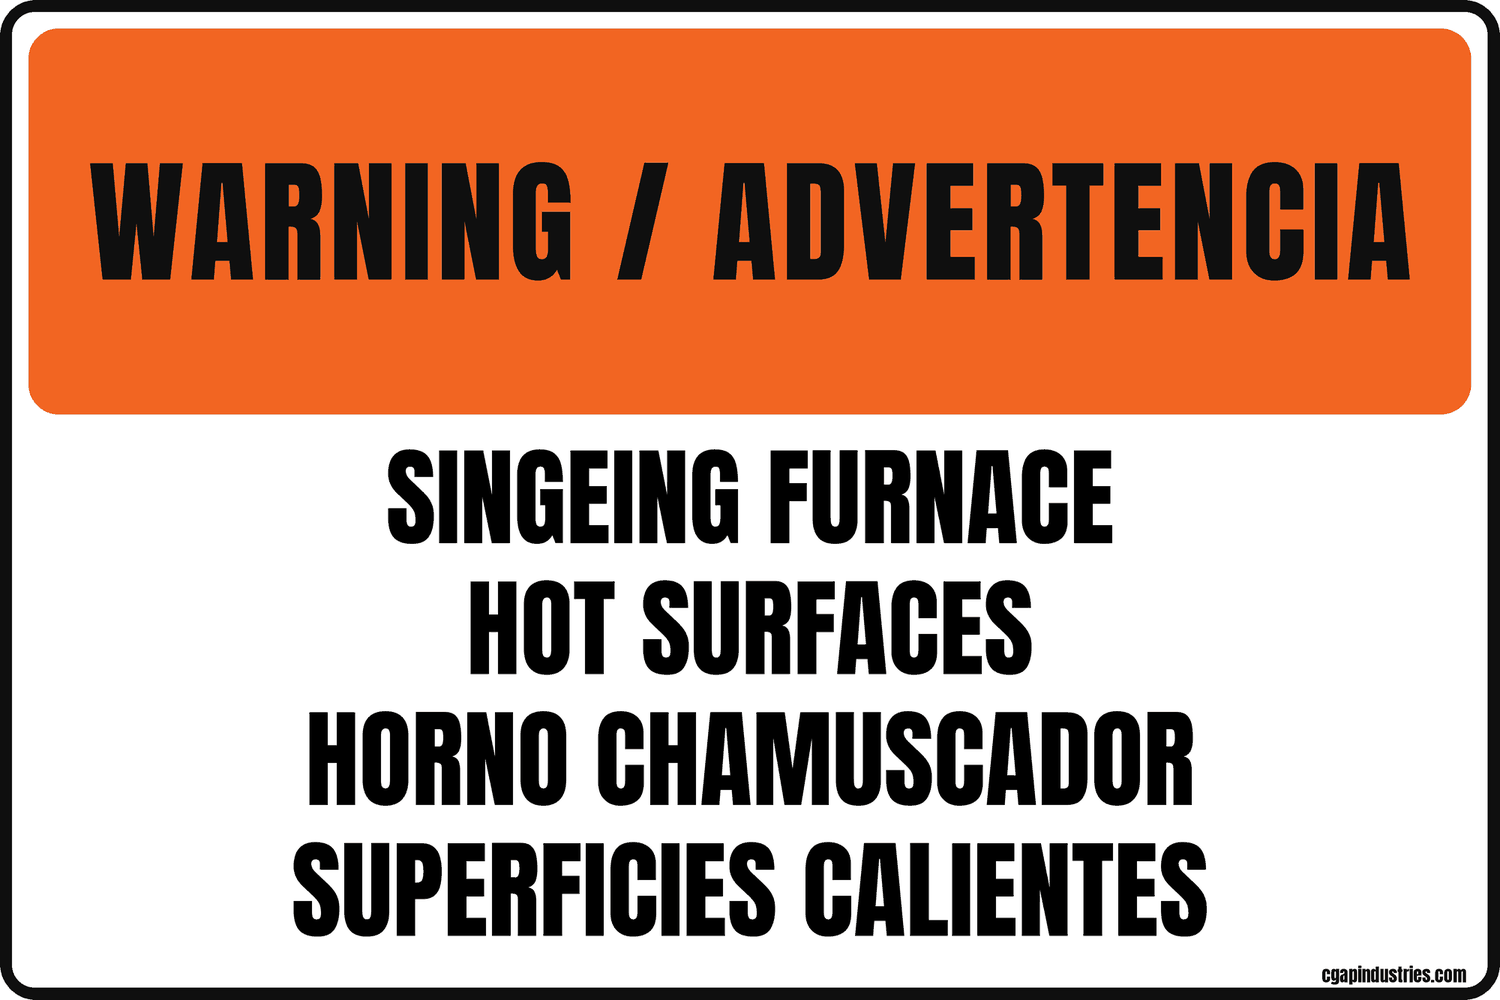 WARNING / ADVERTENCIA
SINGEING FURNACE
HOT SURFACES
HORNO CHAMUSCADOR
SUPERFICIES CALIENTES
cgapindustries.com